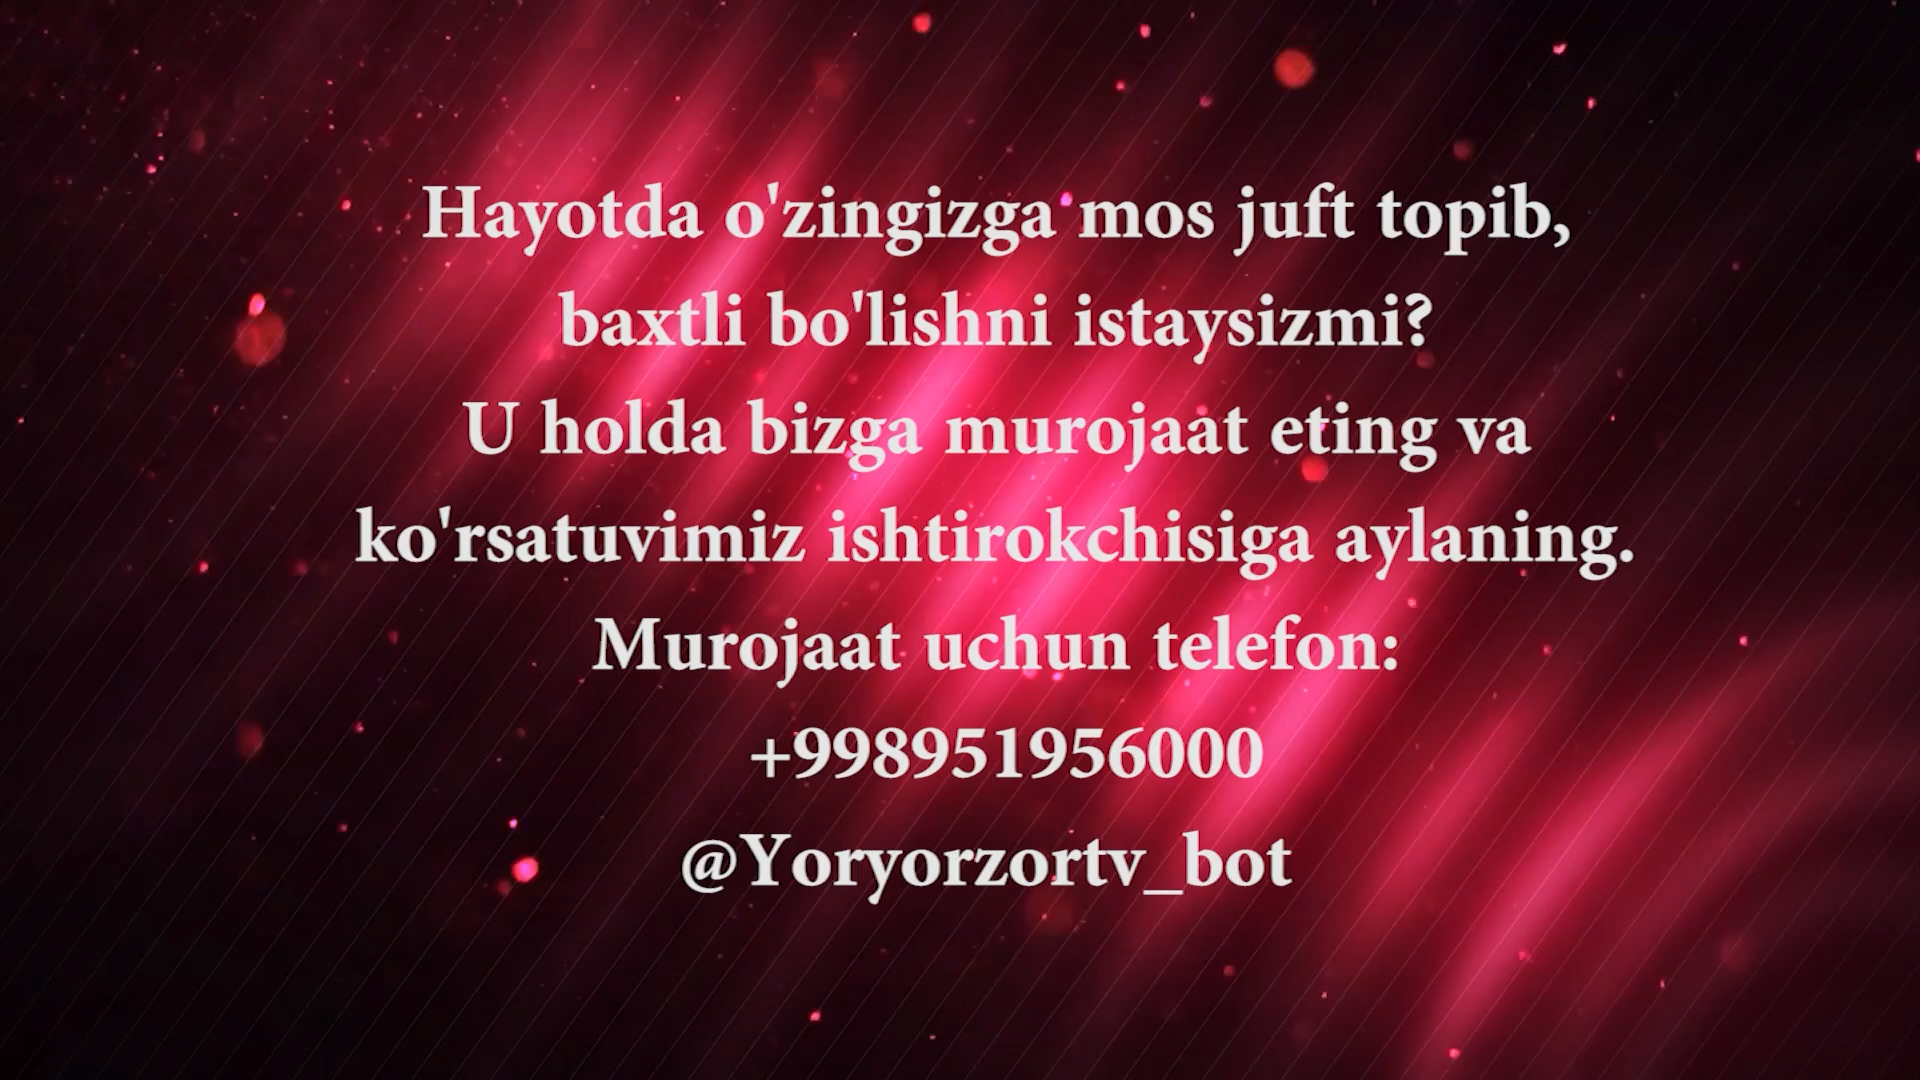 Hayotda o'zingizga mos juft topib,
baxtli bo'lishni istaysizmi?
U holda bizga murojaat eting va
ko'rsatuvimiz ishtirokchisiga aylaning.
Murojaat uchun telefon:
+998951956000
@Yoryorzortv_bot